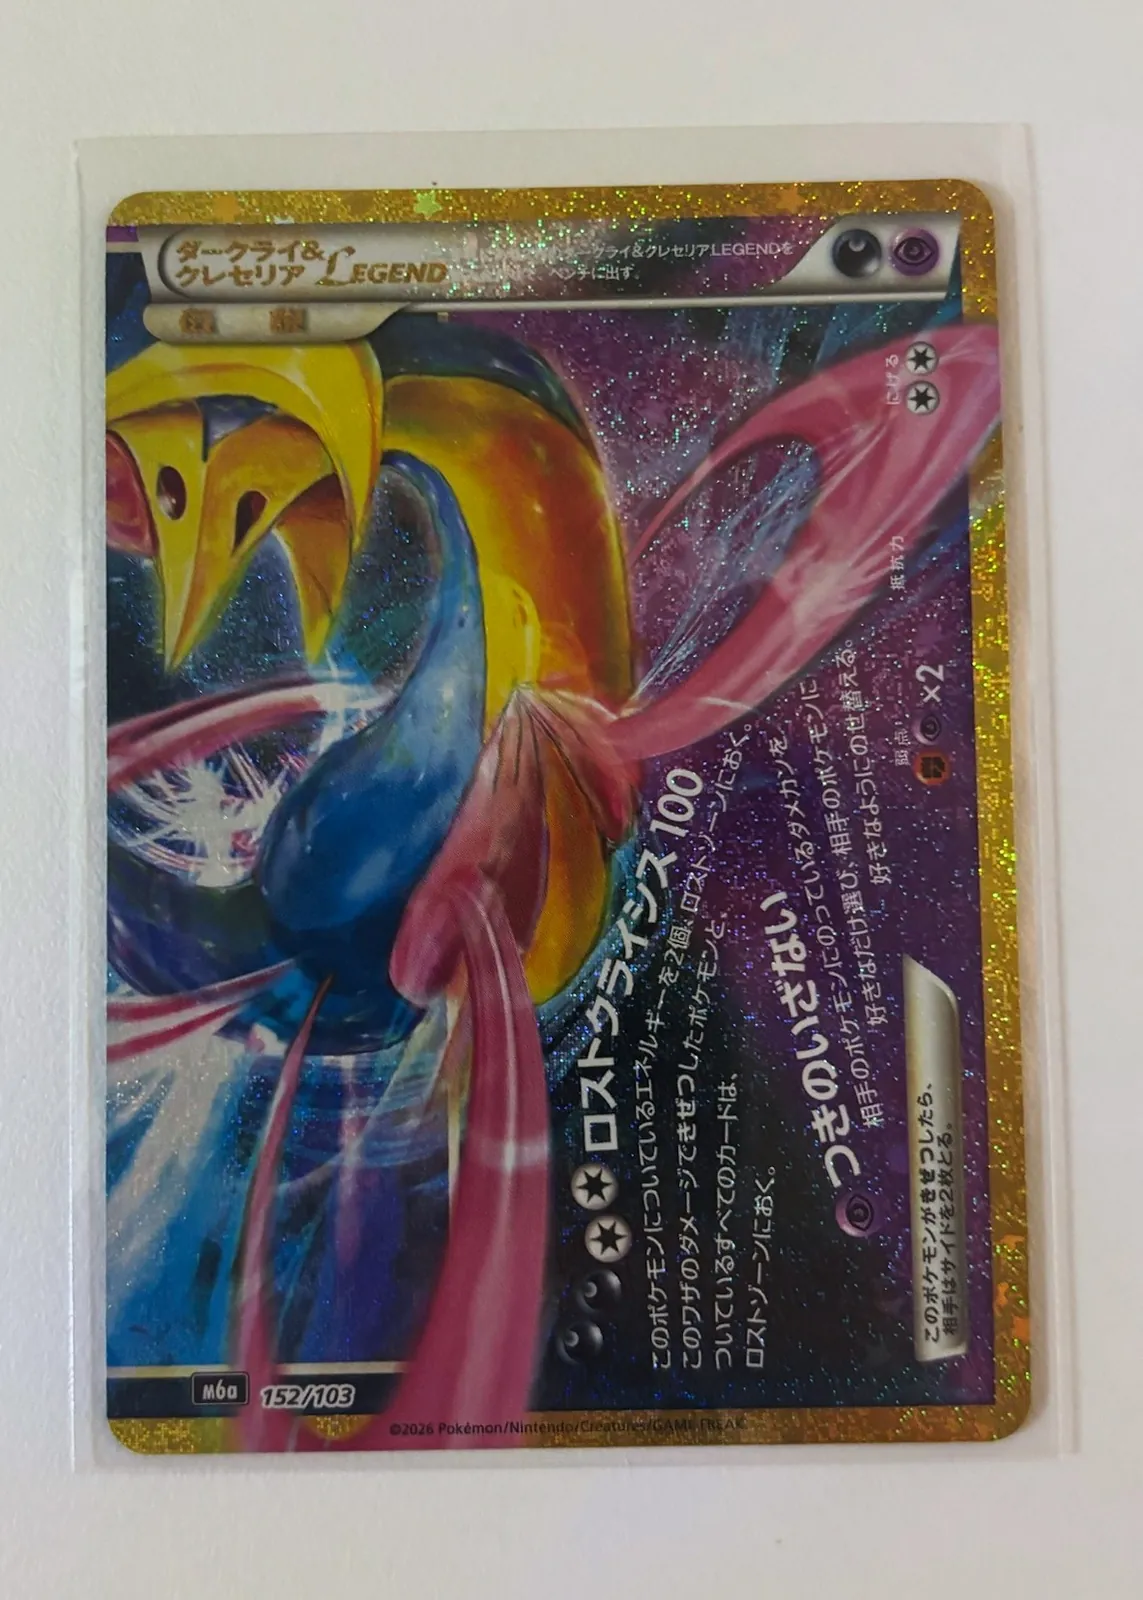 ダークライ&
クレセリア LEGEND
ークライ&クレセリアLEGENDを
ベンチに出す。
にげる
抵抗力
弱点
×2
ロストクライシス 100
このポケモンについているエネルギーを2個、ロストゾーンにおく。
このワザのダメージできぜつしたポケモンと、
ついているすべてのカードは、
ロストゾーンにおく。
つきのいざない
相手のポケモンにのっているダメカンを、
好きなだけ選び、相手のポケモンに
好きなようにのせ替える。
このポケモンがきぜつしたら、
相手はサイドを2枚とる。
M6a 152/103
©2026 Pokémon/Nintendo/Creatures/GAME FREAK.